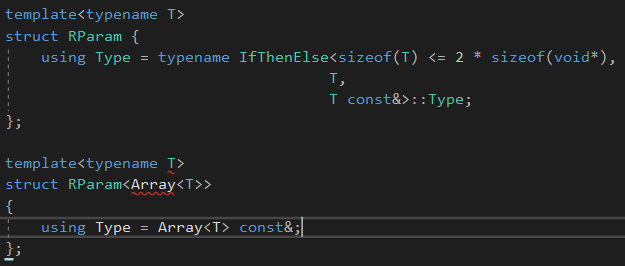 template<typename T>
struct RParam {
    using Type = typename IfThenElse<sizeof(T) <= 2 * sizeof(void*),
                                     T,
                                     T const&>::Type;
};
template<typename T>
struct RParam<Array<T>>
{
    using Type = Array<T> const&;
};